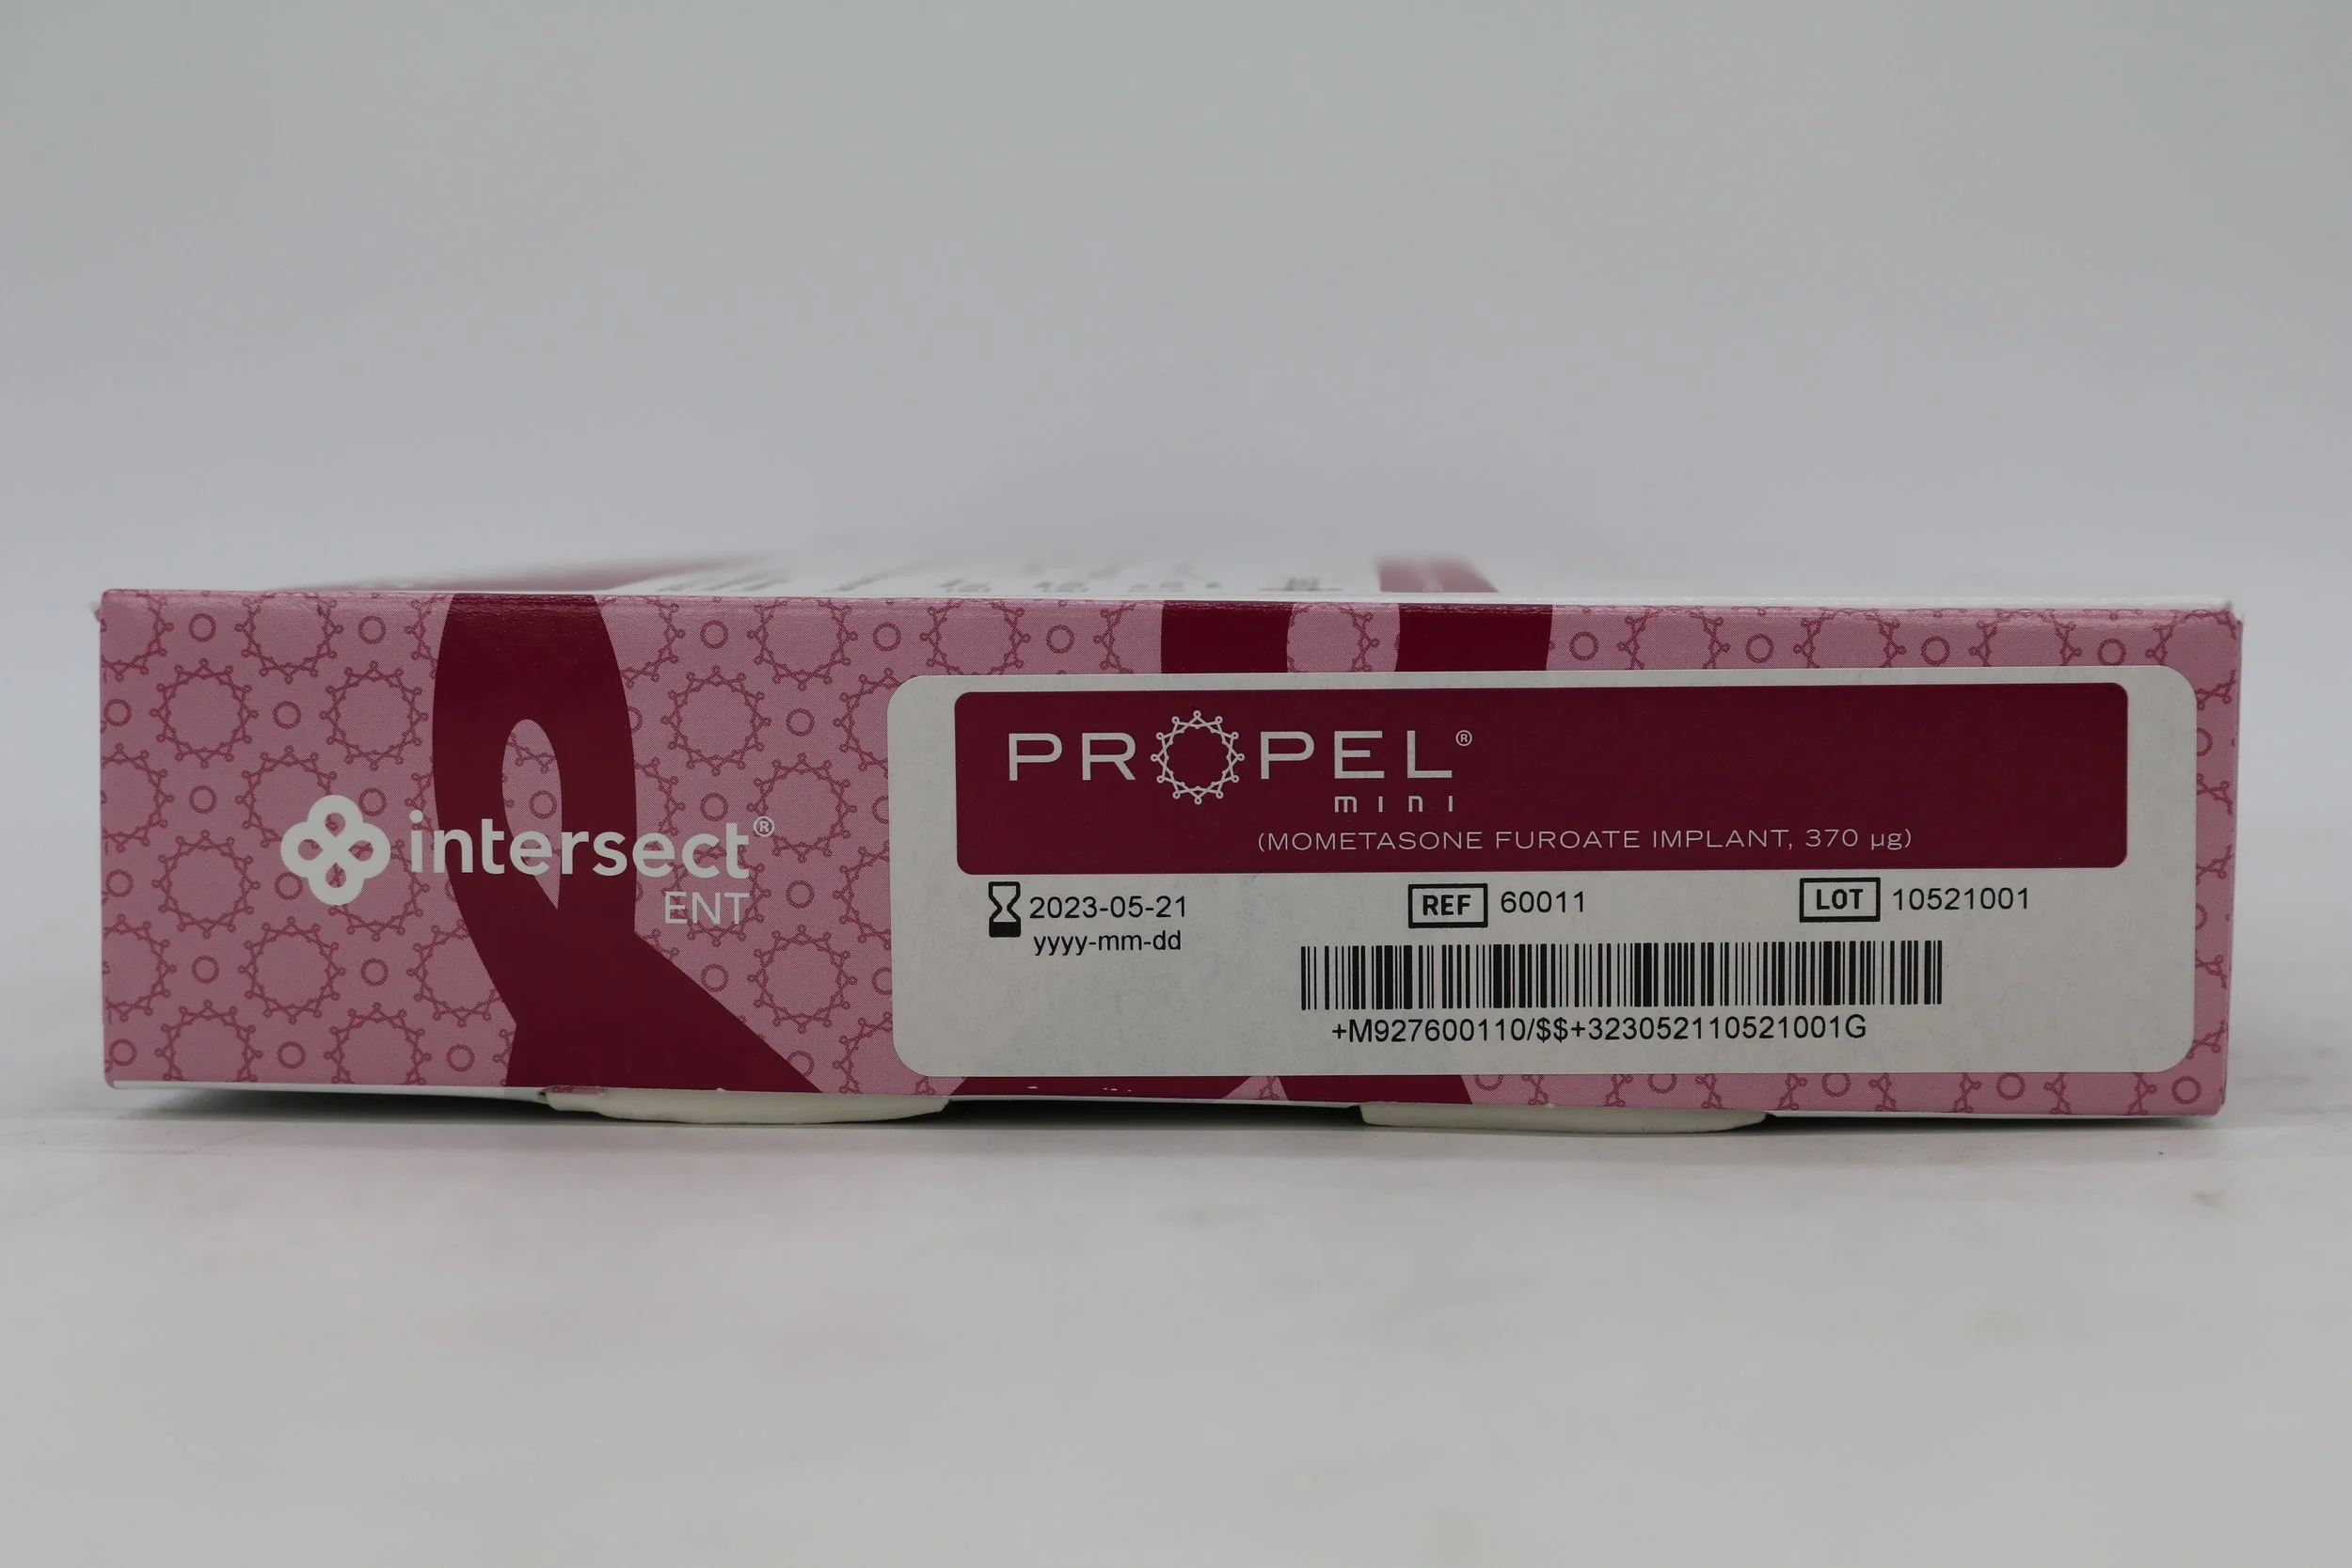 intersect®
ENT
PROPEL®
mini
(MOMETASONE FUROATE IMPLANT, 370 µg)
2023-05-21
yyyy-mm-dd
REF 60011
LOT 10521001
+M927600110/$$+323052110521001G